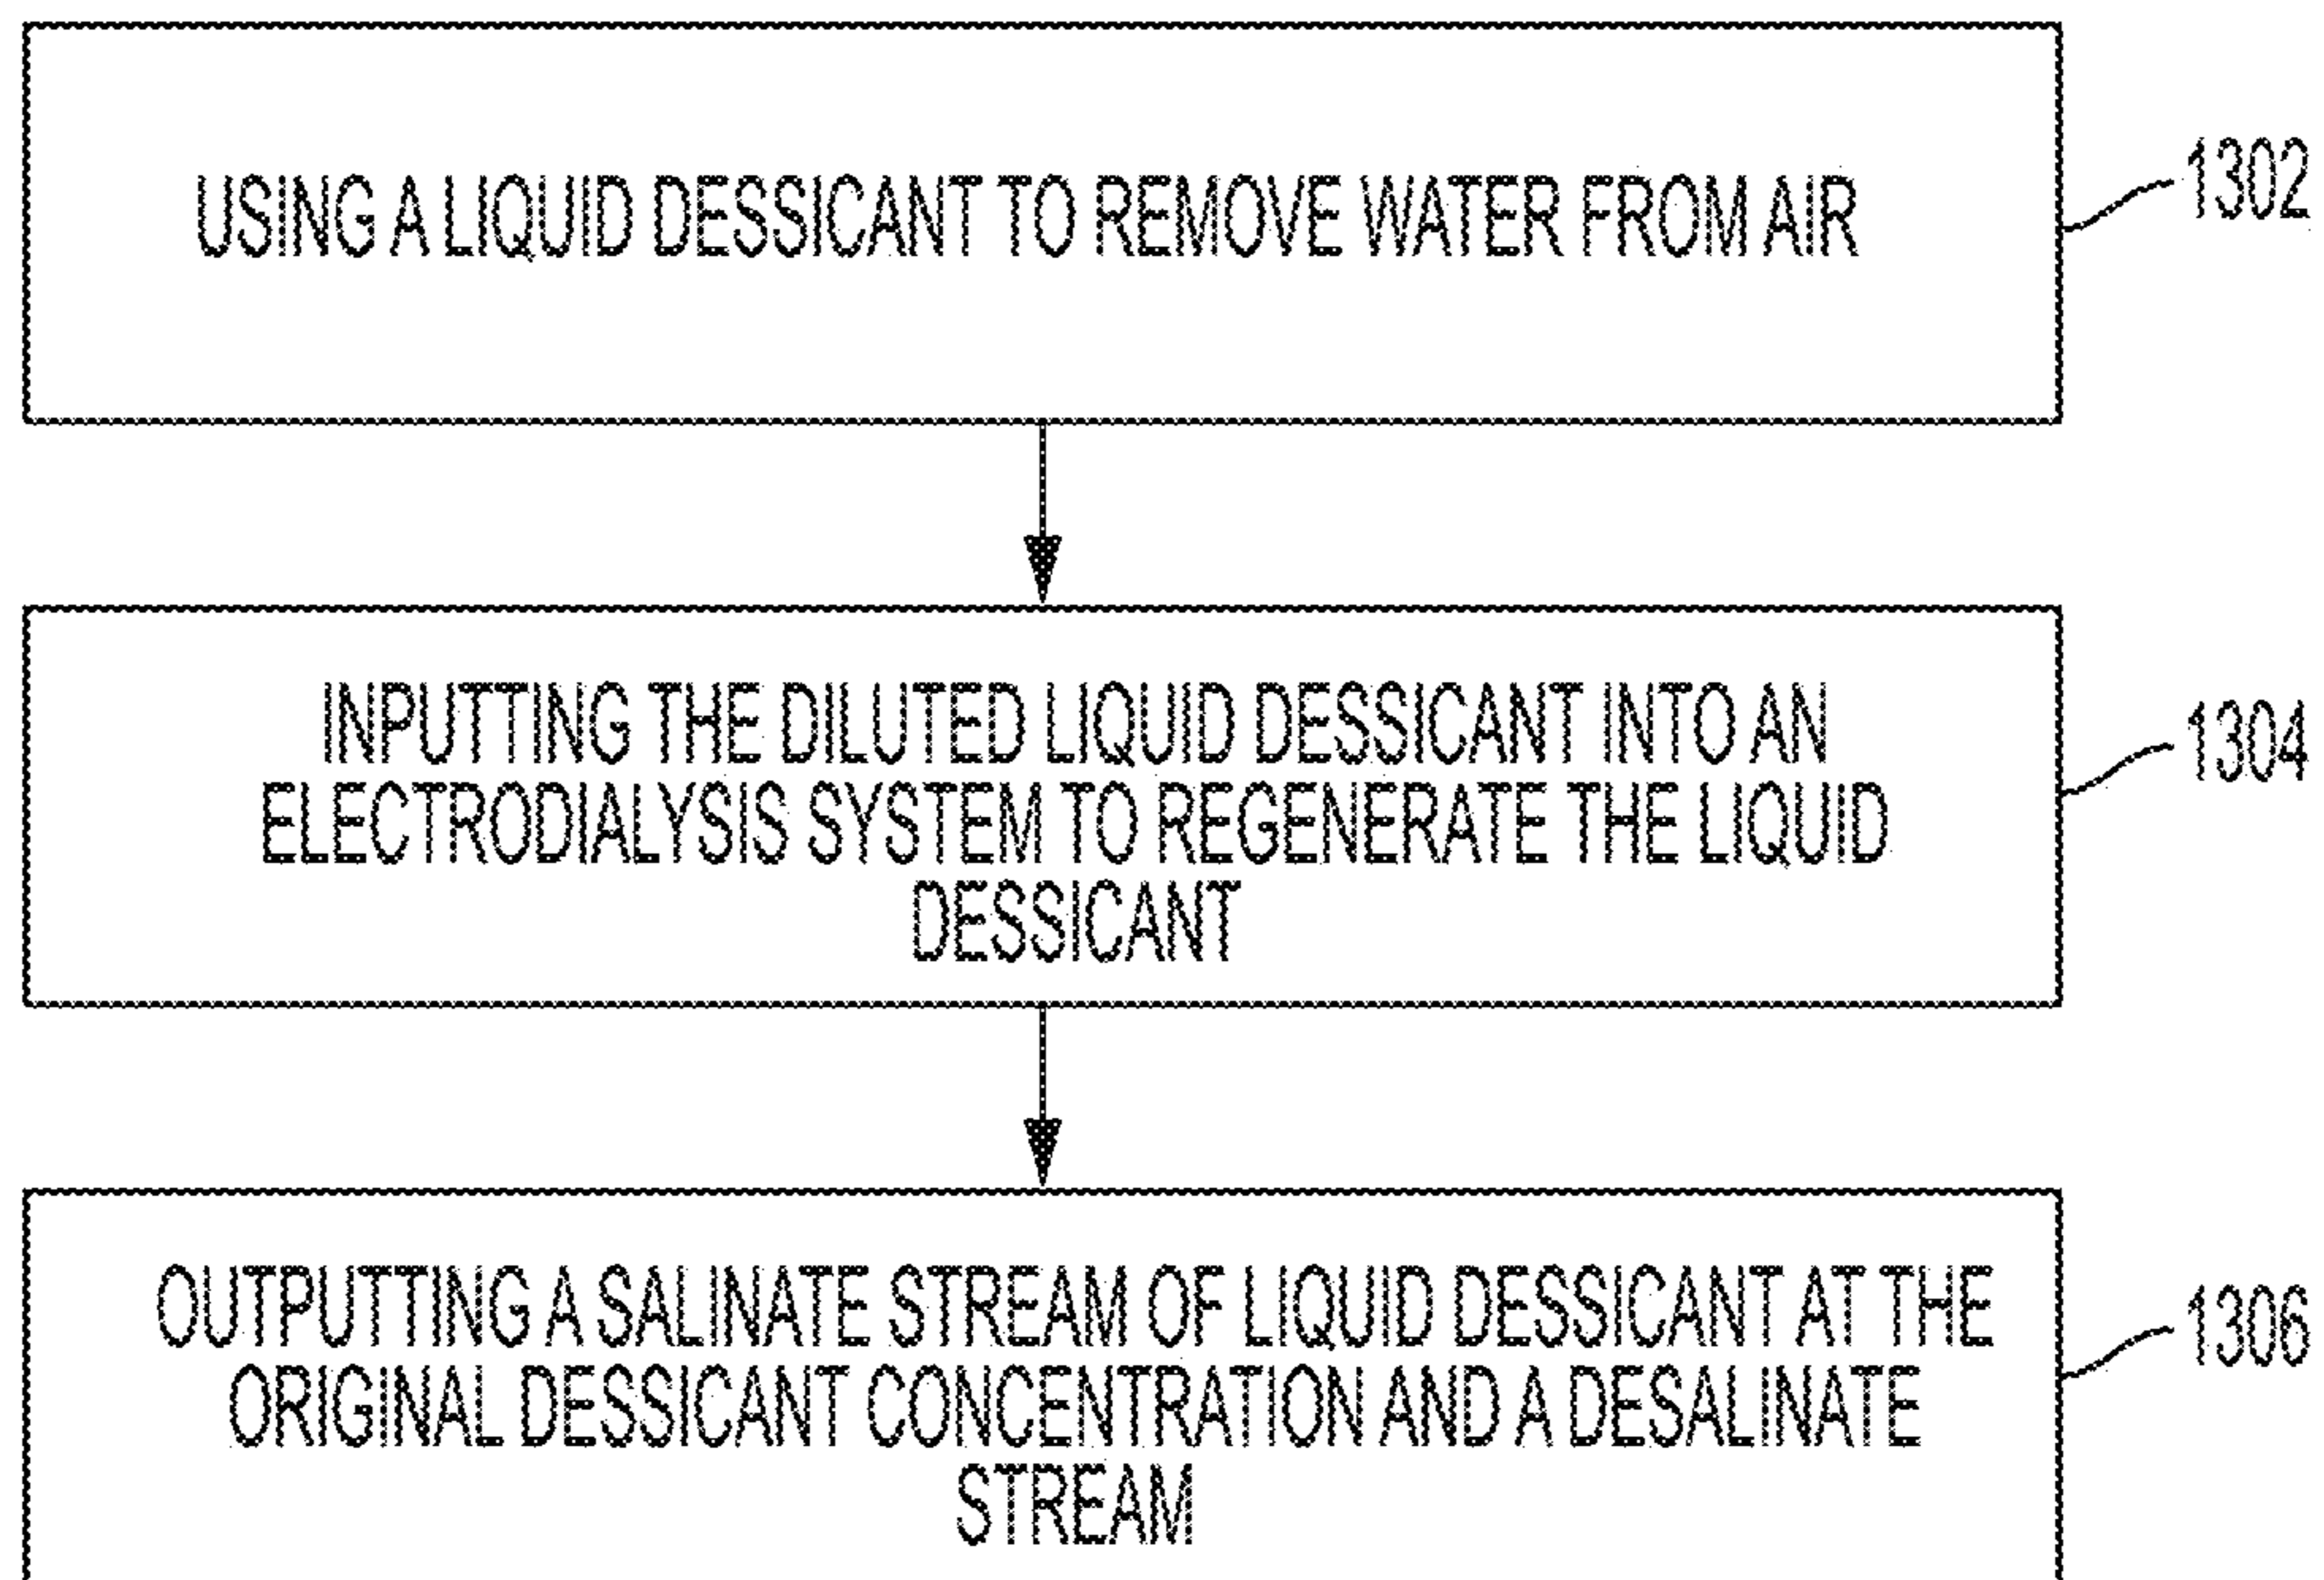 USING A LIQUID DESSICANT TO REMOVE WATER FROM AIR
1302
INPUTTING THE DILUTED LIQUID DESSICANT INTO AN
ELECTRODIALYSIS SYSTEM TO REGENERATE THE LIQUID
DESSICANT
1304
OUTPUTTING A SALINATE STREAM OF LIQUID DESSICANT AT THE
ORIGINAL DESSICANT CONCENTRATION AND A DESALINATE
STREAM
1306